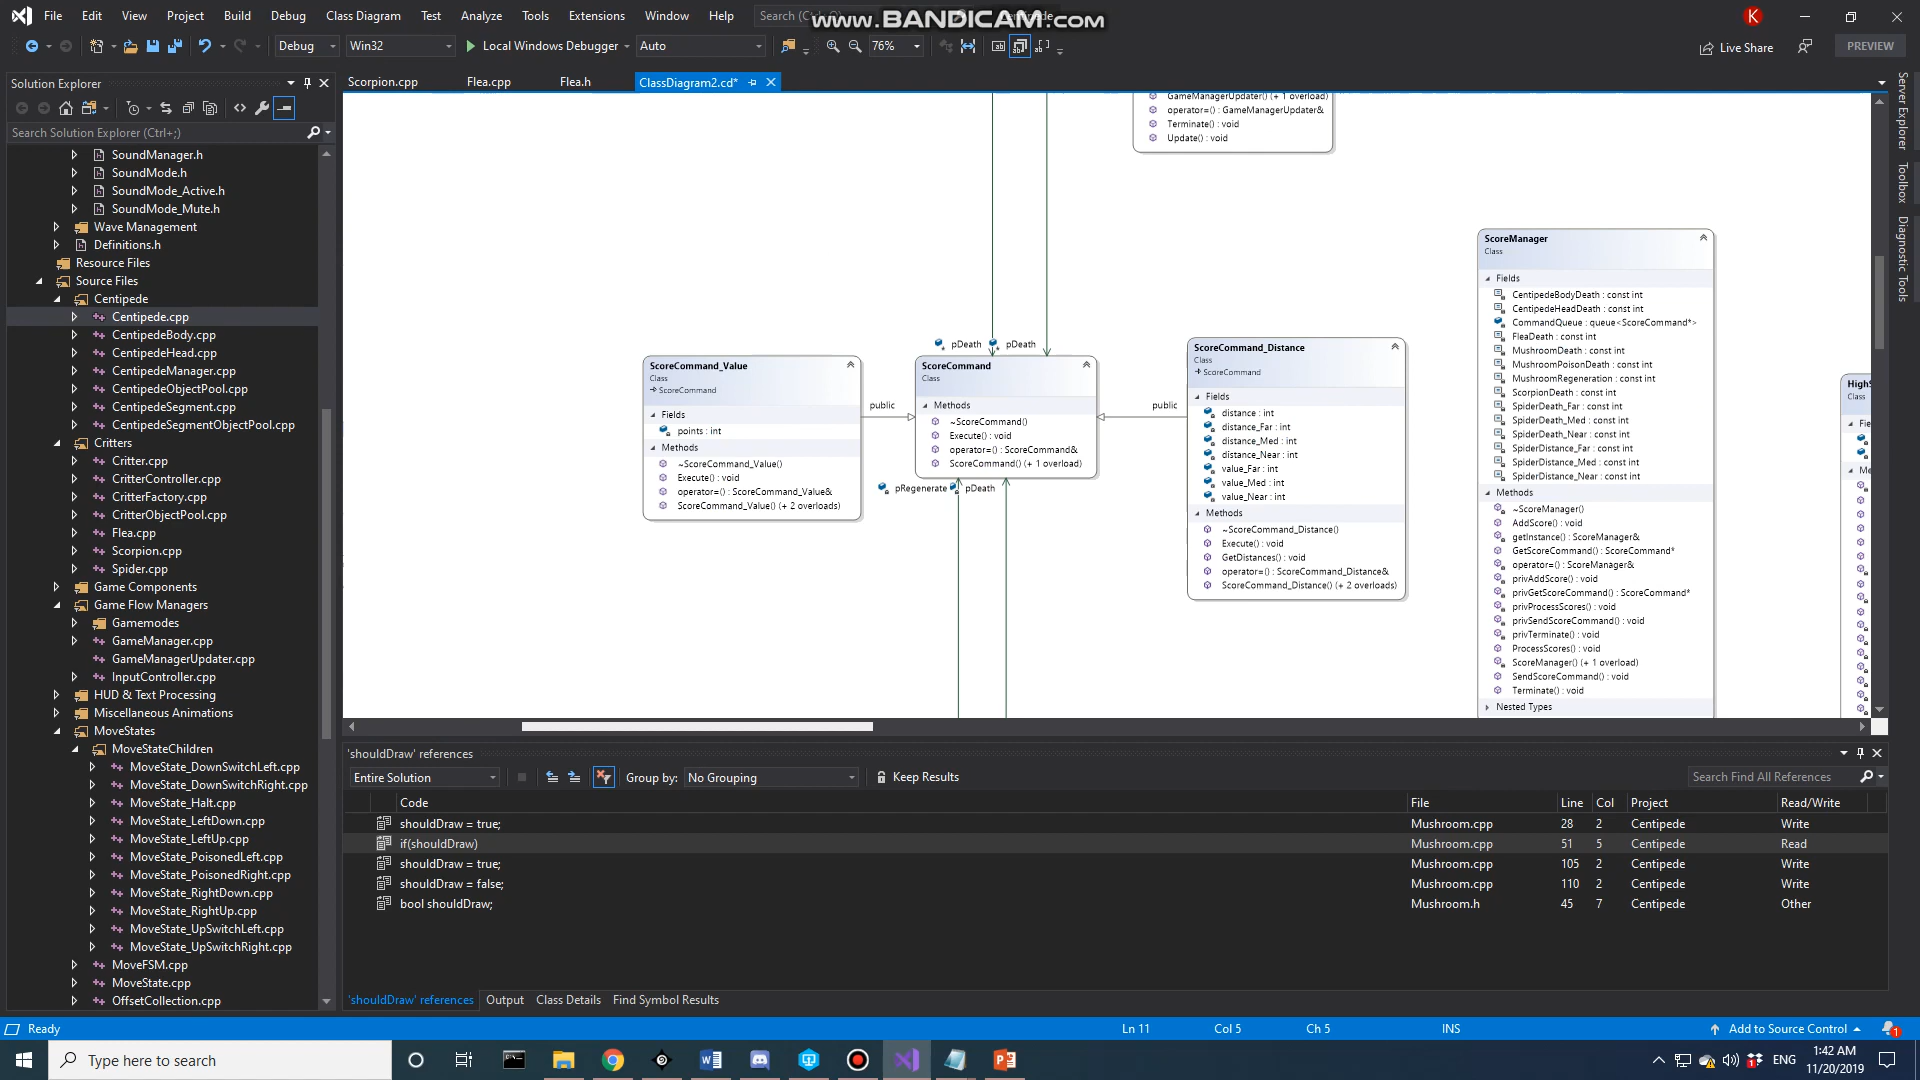 File Edit View Project Build Debug Class Diagram Test Analyze Tools Extensions Window Help
www.BANDICAM.com
K
Debug Win32 Local Windows Debugger Auto 76% Live Share PREVIEW
Solution Explorer
Search Solution Explorer (Ctrl+;)
SoundManager.h
SoundMode.h
SoundMode_Active.h
SoundMode_Mute.h
Wave Management
Definitions.h
Resource Files
Source Files
Centipede
Centipede.cpp
CentipedeBody.cpp
CentipedeHead.cpp
CentipedeManager.cpp
CentipedeObjectPool.cpp
CentipedeSegment.cpp
CentipedeSegmentObjectPool.cpp
Critters
Critter.cpp
CritterController.cpp
CritterFactory.cpp
CritterObjectPool.cpp
Flea.cpp
Scorpion.cpp
Spider.cpp
Game Components
Game Flow Managers
Gamemodes
GameManager.cpp
GameManagerUpdater.cpp
InputController.cpp
HUD & Text Processing
Miscellaneous Animations
MoveStates
MoveStateChildren
MoveState_DownSwitchLeft.cpp
MoveState_DownSwitchRight.cpp
MoveState_Halt.cpp
MoveState_LeftDown.cpp
MoveState_LeftUp.cpp
MoveState_PoisonedLeft.cpp
MoveState_PoisonedRight.cpp
MoveState_RightDown.cpp
MoveState_RightUp.cpp
MoveState_UpSwitchLeft.cpp
MoveState_UpSwitchRight.cpp
MoveFSM.cpp
MoveState.cpp
OffsetCollection.cpp
Scorpion.cpp Flea.cpp Flea.h ClassDiagram2.cd*
GameManagerUpdater() (+ 1 overload)
operator=() : GameManagerUpdater&
Terminate() : void
Update() : void
pDeath pDeath
ScoreCommand_Value
Class
ScoreCommand
Fields
points : int
Methods
~ScoreCommand_Value()
Execute() : void
operator=() : ScoreCommand_Value&
ScoreCommand_Value() (+ 2 overloads)
public
ScoreCommand
Class
Methods
~ScoreCommand()
Execute() : void
operator=() : ScoreCommand&
ScoreCommand() (+ 1 overload)
pRegenerate pDeath
public
ScoreCommand_Distance
Class
ScoreCommand
Fields
distance : int
distance_Far : int
distance_Med : int
distance_Near : int
value_Far : int
value_Med : int
value_Near : int
Methods
~ScoreCommand_Distance()
Execute() : void
GetDistances() : void
operator=() : ScoreCommand_Distance&
ScoreCommand_Distance() (+ 2 overloads)
ScoreManager
Class
Fields
CentipedeBodyDeath : const int
CentipedeHeadDeath : const int
CommandQueue : queue<ScoreCommand*>
FleaDeath : const int
MushroomDeath : const int
MushroomPoisonDeath : const int
MushroomRegeneration : const int
ScorpionDeath : const int
SpiderDeath_Far : const int
SpiderDeath_Med : const int
SpiderDeath_Near : const int
SpiderDistance_Far : const int
SpiderDistance_Med : const int
SpiderDistance_Near : const int
Methods
~ScoreManager()
AddScore() : void
getInstance() : ScoreManager&
GetScoreCommand() : ScoreCommand*
operator=() : ScoreManager&
privAddScore() : void
privGetScoreCommand() : ScoreCommand*
privProcessScores() : void
privSendScoreCommand() : void
privTerminate() : void
ProcessScores() : void
ScoreManager() (+ 1 overload)
SendScoreCommand() : void
Terminate() : void
Nested Types
HighS
Class
Fie
Me
Server Explorer
Toolbox
Diagnostic Tools
'shouldDraw' references
Entire Solution Group by: No Grouping Keep Results Search Find All References
Code File Line Col Project Read/Write
shouldDraw = true; Mushroom.cpp 28 2 Centipede Write
if(shouldDraw) Mushroom.cpp 51 5 Centipede Read
shouldDraw = true; Mushroom.cpp 105 2 Centipede Write
shouldDraw = false; Mushroom.cpp 110 2 Centipede Write
bool shouldDraw; Mushroom.h 45 7 Centipede Other
'shouldDraw' references Output Class Details Find Symbol Results
Ready Ln 11 Col 5 Ch 5 INS Add to Source Control 1
Type here to search ENG 1:42 AM
11/20/2019